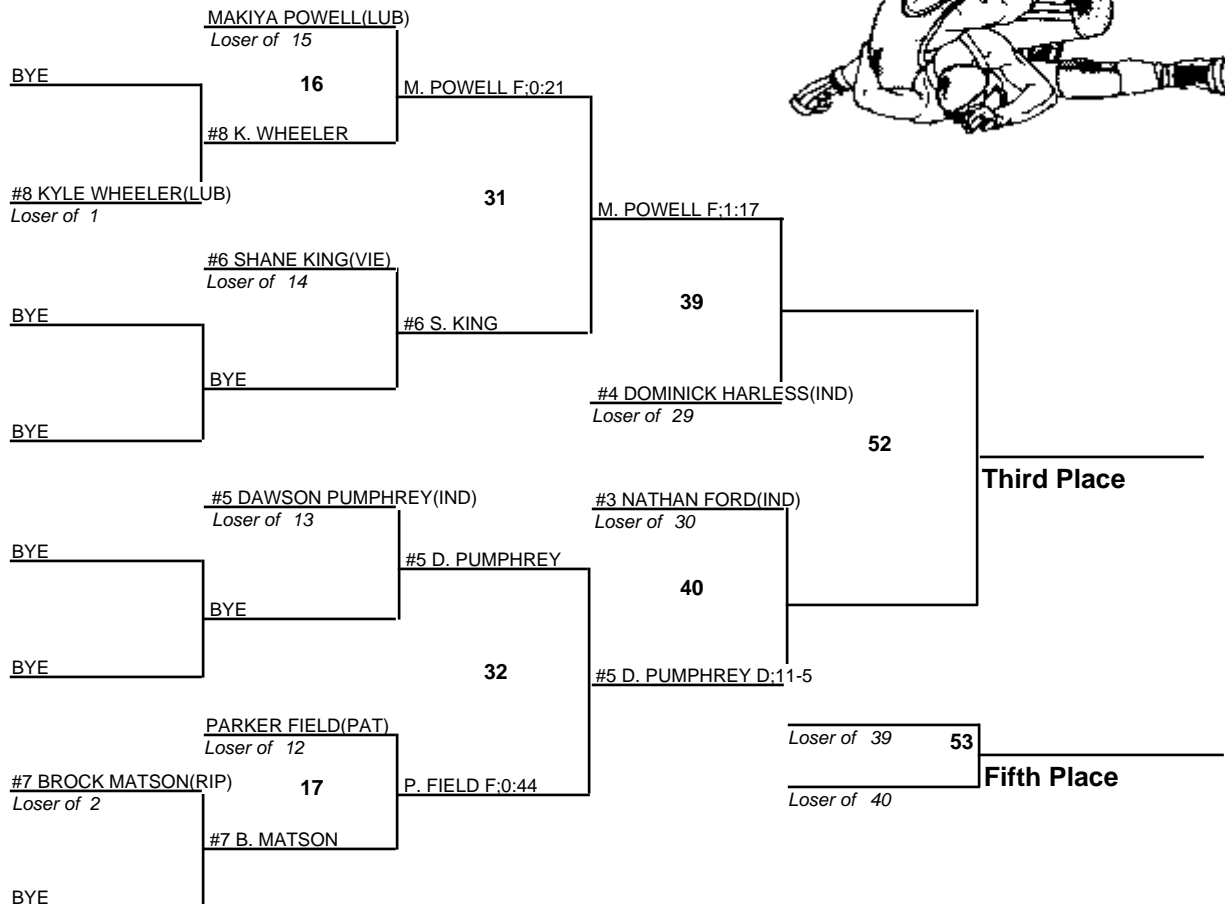 MAKIYA POWELL(LUB)
Loser of 15
BYE
16
M. POWELL F;0:21
#8 K. WHEELER
#8 KYLE WHEELER(LUB)
Loser of 1
31
M. POWELL F;1:17
#6 SHANE KING(VIE)
Loser of 14
39
BYE
#6 S. KING
BYE
#4 DOMINICK HARLESS(IND)
Loser of 29
BYE
52
Third Place
#5 DAWSON PUMPHREY(IND)
Loser of 13
#3 NATHAN FORD(IND)
Loser of 30
BYE
#5 D. PUMPHREY
40
BYE
BYE
32
#5 D. PUMPHREY D;11-5
PARKER FIELD(PAT)
Loser of 12
Loser of 39
53
#7 BROCK MATSON(RIP)
Loser of 2
17
P. FIELD F;0:44
Fifth Place
Loser of 40
#7 B. MATSON
BYE